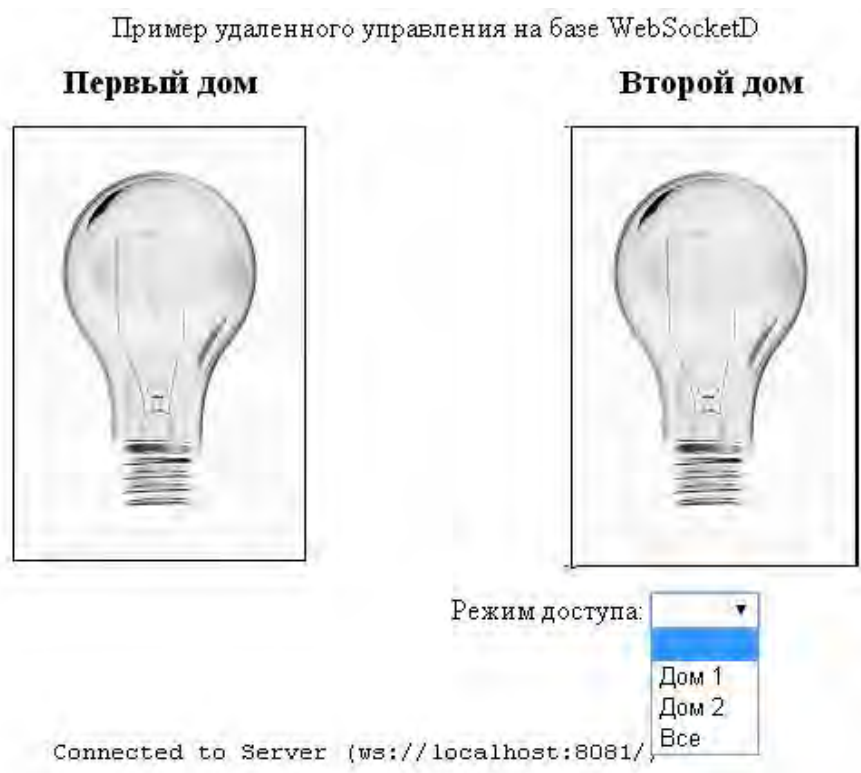 Пример удаленного управления на базе WebSocketD
Первый дом
Второй дом
Режим доступа:
Дом 1
Дом 2
Все
Connected to Server (ws://localhost:8081/)